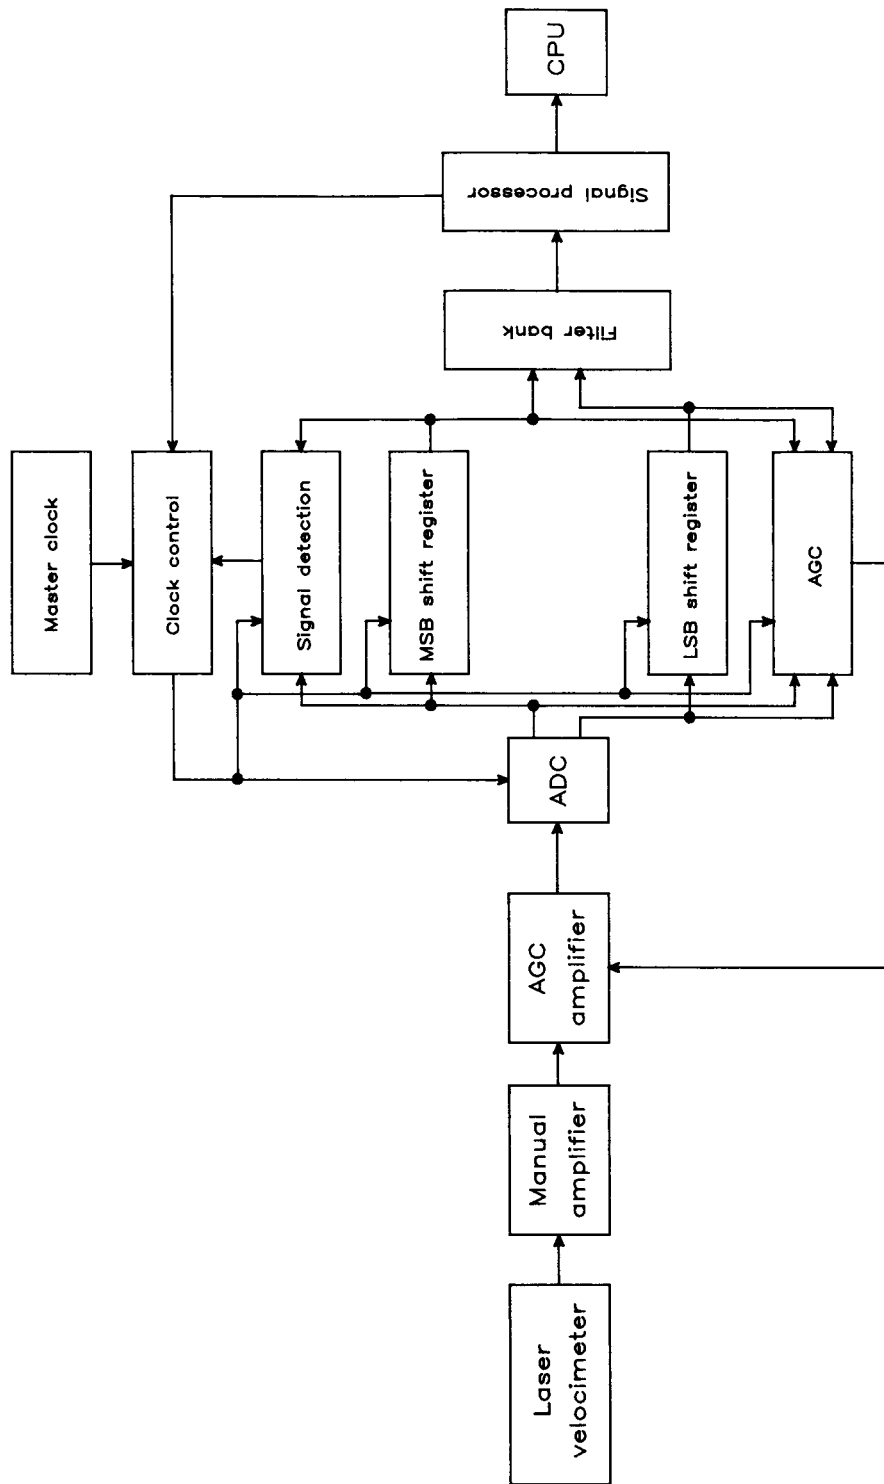 Master clock
Clock control
Signal detection
MSB shift register
LSB shift register
AGC
Laser
velocimeter
Manual
amplifier
AGC
amplifier
ADC
Filter bank
Signal processor
CPU